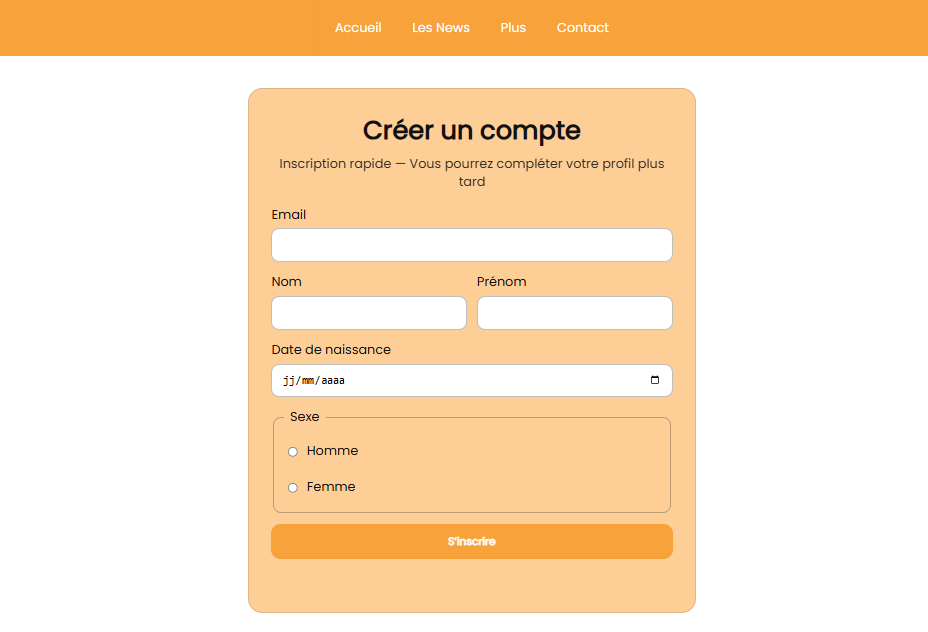 Accueil Les News Plus Contact
Créer un compte
Inscription rapide — Vous pourrez compléter votre profil plus
tard
Email
Nom Prénom
Date de naissance
jj/mm/aaaa
Sexe
Homme
Femme
S'inscrire